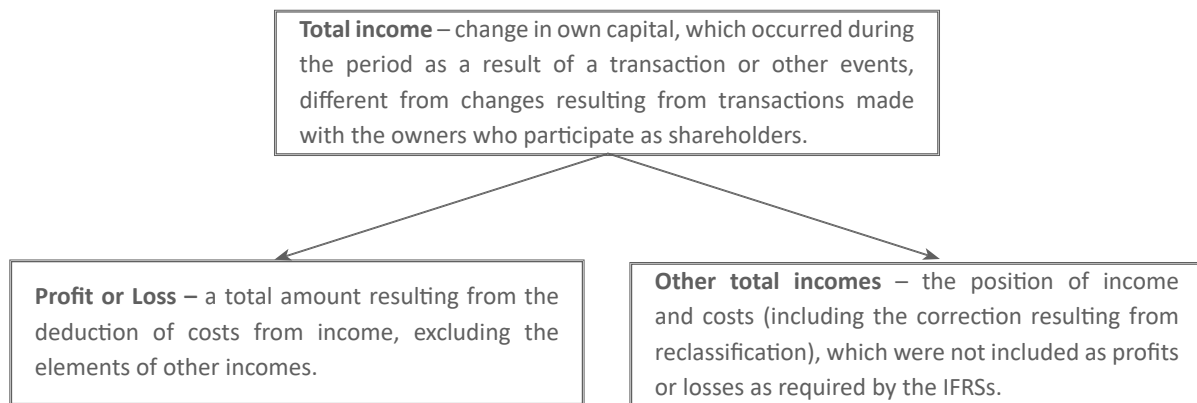 Total income – change in own capital, which occurred during
the period as a result of a transaction or other events,
different from changes resulting from transactions made
with the owners who participate as shareholders.
Profit or Loss – a total amount resulting from the
deduction of costs from income, excluding the
elements of other incomes.
Other total incomes – the position of income
and costs (including the correction resulting from
reclassification), which were not included as profits
or losses as required by the IFRSs.